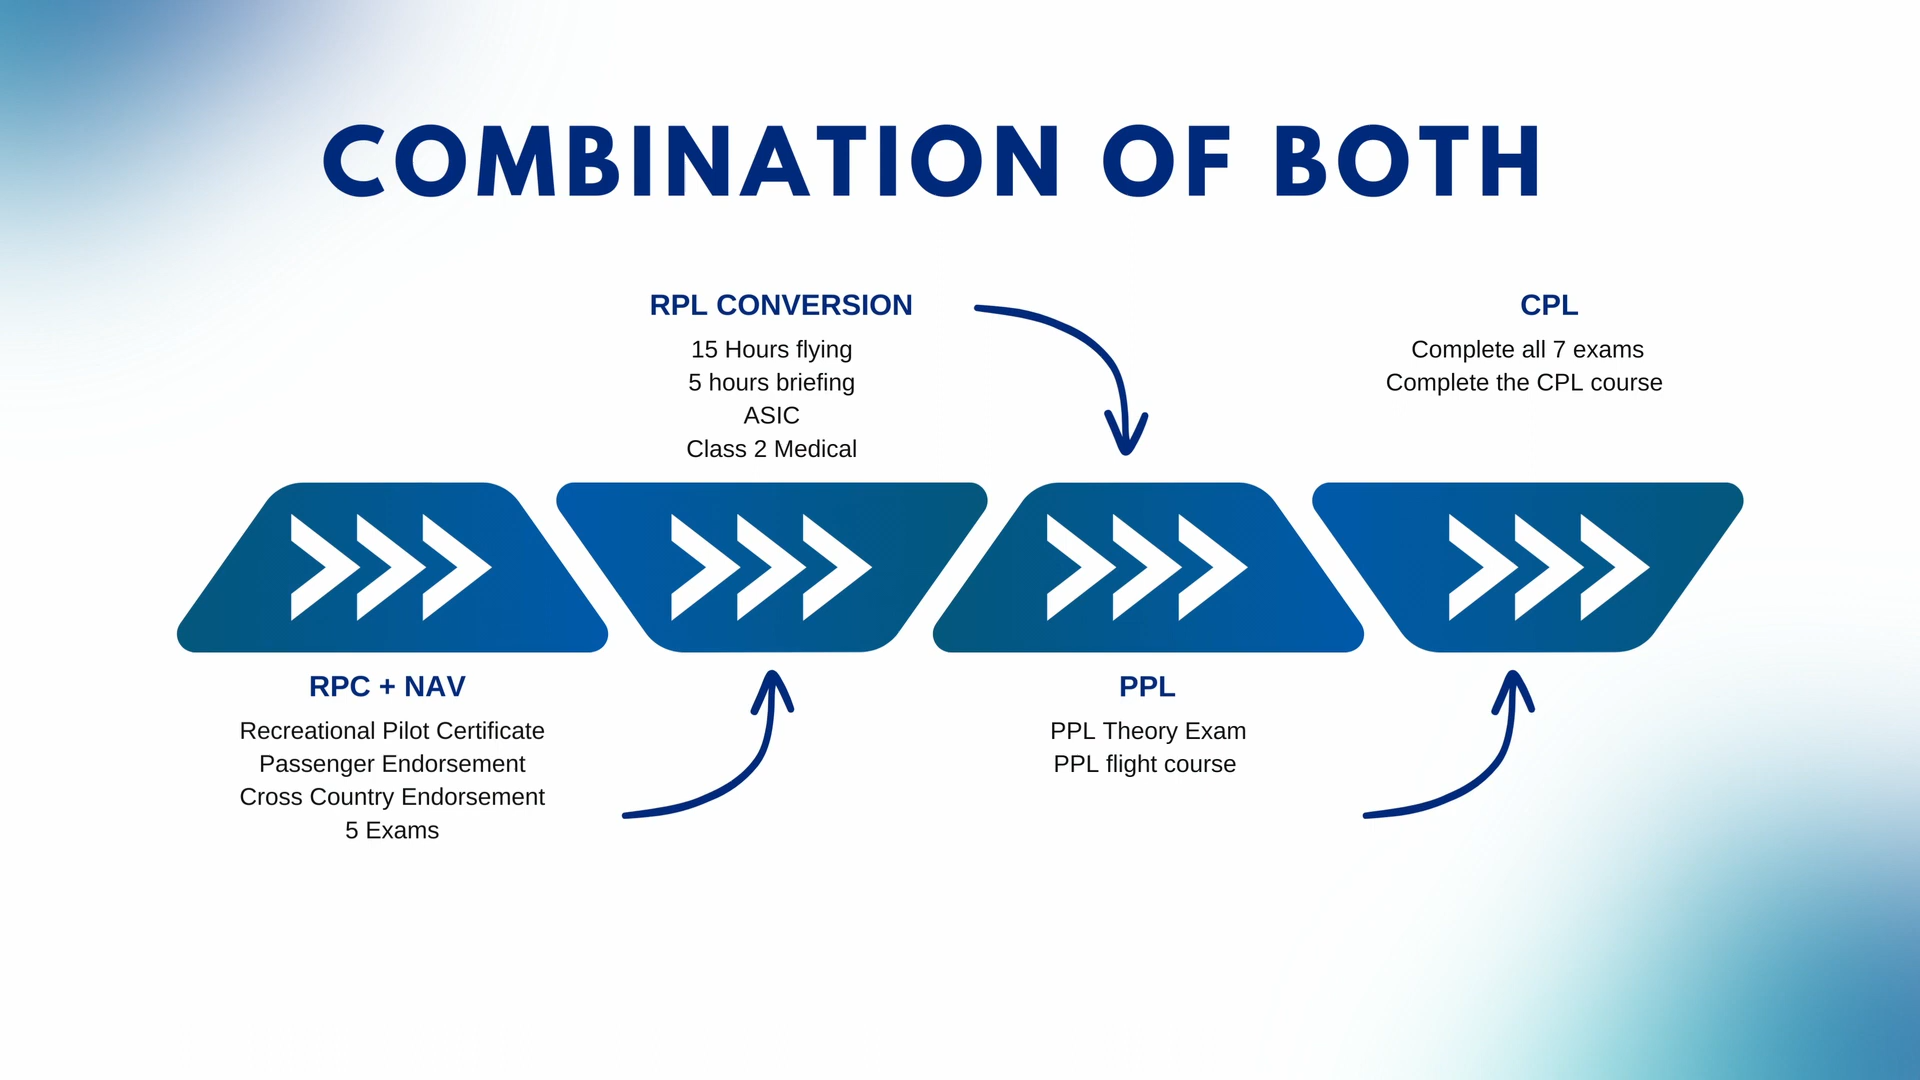 COMBINATION OF BOTH
RPL CONVERSION
15 Hours flying
5 hours briefing
ASIC
Class 2 Medical
CPL
Complete all 7 exams
Complete the CPL course
RPC + NAV
Recreational Pilot Certificate
Passenger Endorsement
Cross Country Endorsement
5 Exams
PPL
PPL Theory Exam
PPL flight course